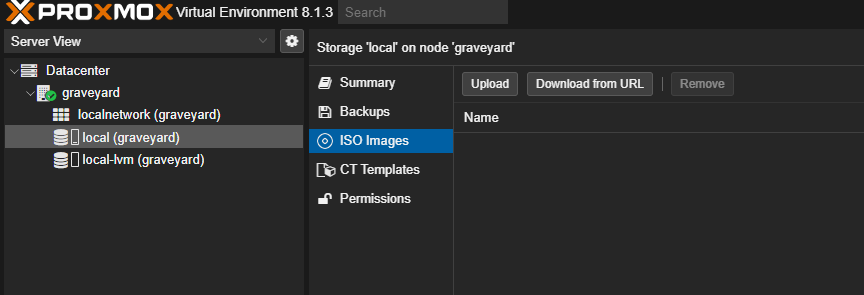 PROXMOX Virtual Environment 8.1.3 Search
Server View
Datacenter
graveyard
localnetwork (graveyard)
local (graveyard)
local-lvm (graveyard)
Storage 'local' on node 'graveyard'
Summary
Backups
ISO Images
CT Templates
Permissions
Upload Download from URL Remove
Name